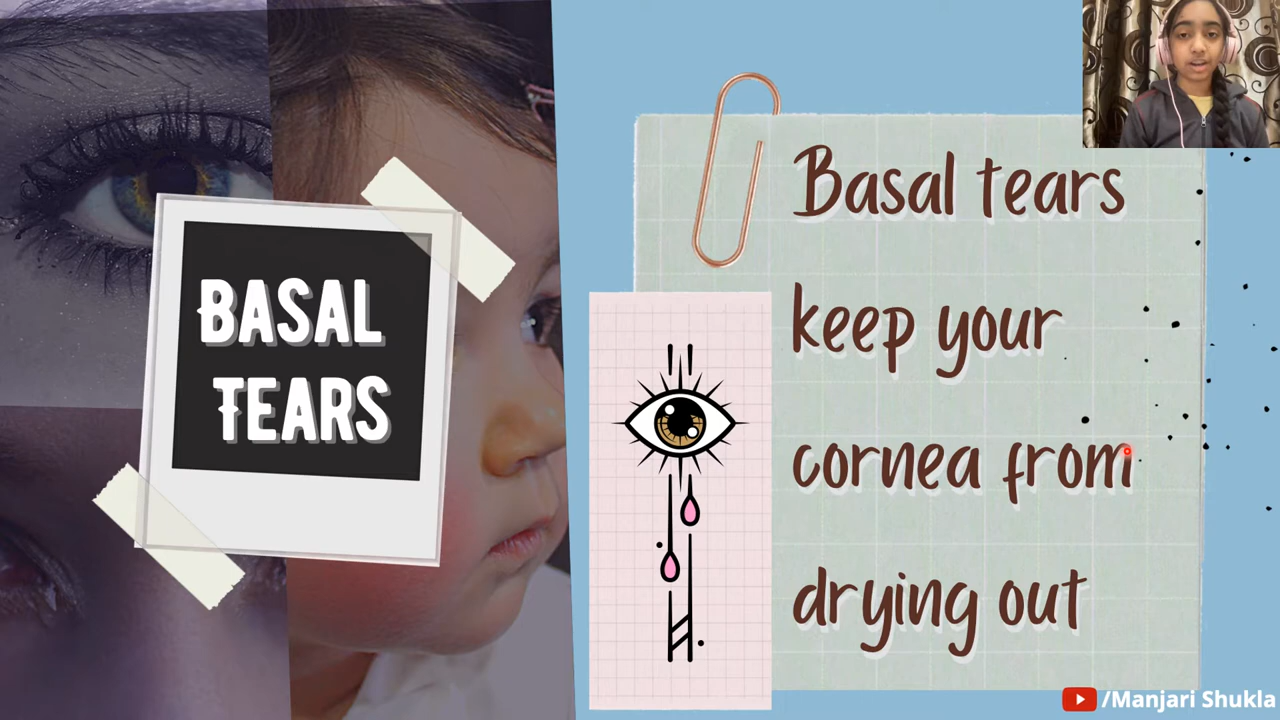 BASAL
TEARS
Basal tears
keep your
cornea from
drying out
/Manjari Shukla